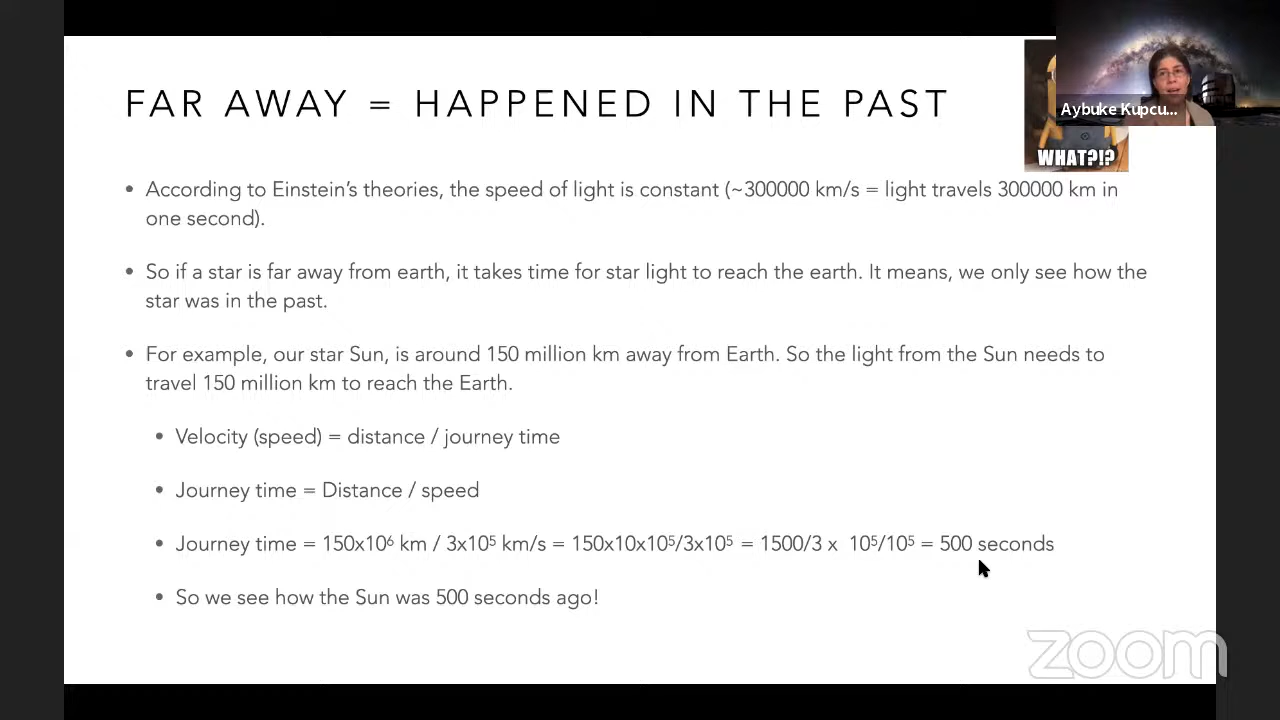 FAR AWAY = HAPPENED IN THE PAST
Aybuke Kupcu...
WHAT?!?
• According to Einstein's theories, the speed of light is constant (~300000 km/s = light travels 300000 km in
one second).
• So if a star is far away from earth, it takes time for star light to reach the earth. It means, we only see how the
star was in the past.
• For example, our star Sun, is around 150 million km away from Earth. So the light from the Sun needs to
travel 150 million km to reach the Earth.
• Velocity (speed) = distance / journey time
• Journey time = Distance / speed
• Journey time = 150x10⁶ km / 3x10⁵ km/s = 150x10x10⁵/3x10⁵ = 1500/3 x 10⁵/10⁵ = 500 seconds
• So we see how the Sun was 500 seconds ago!
zoom